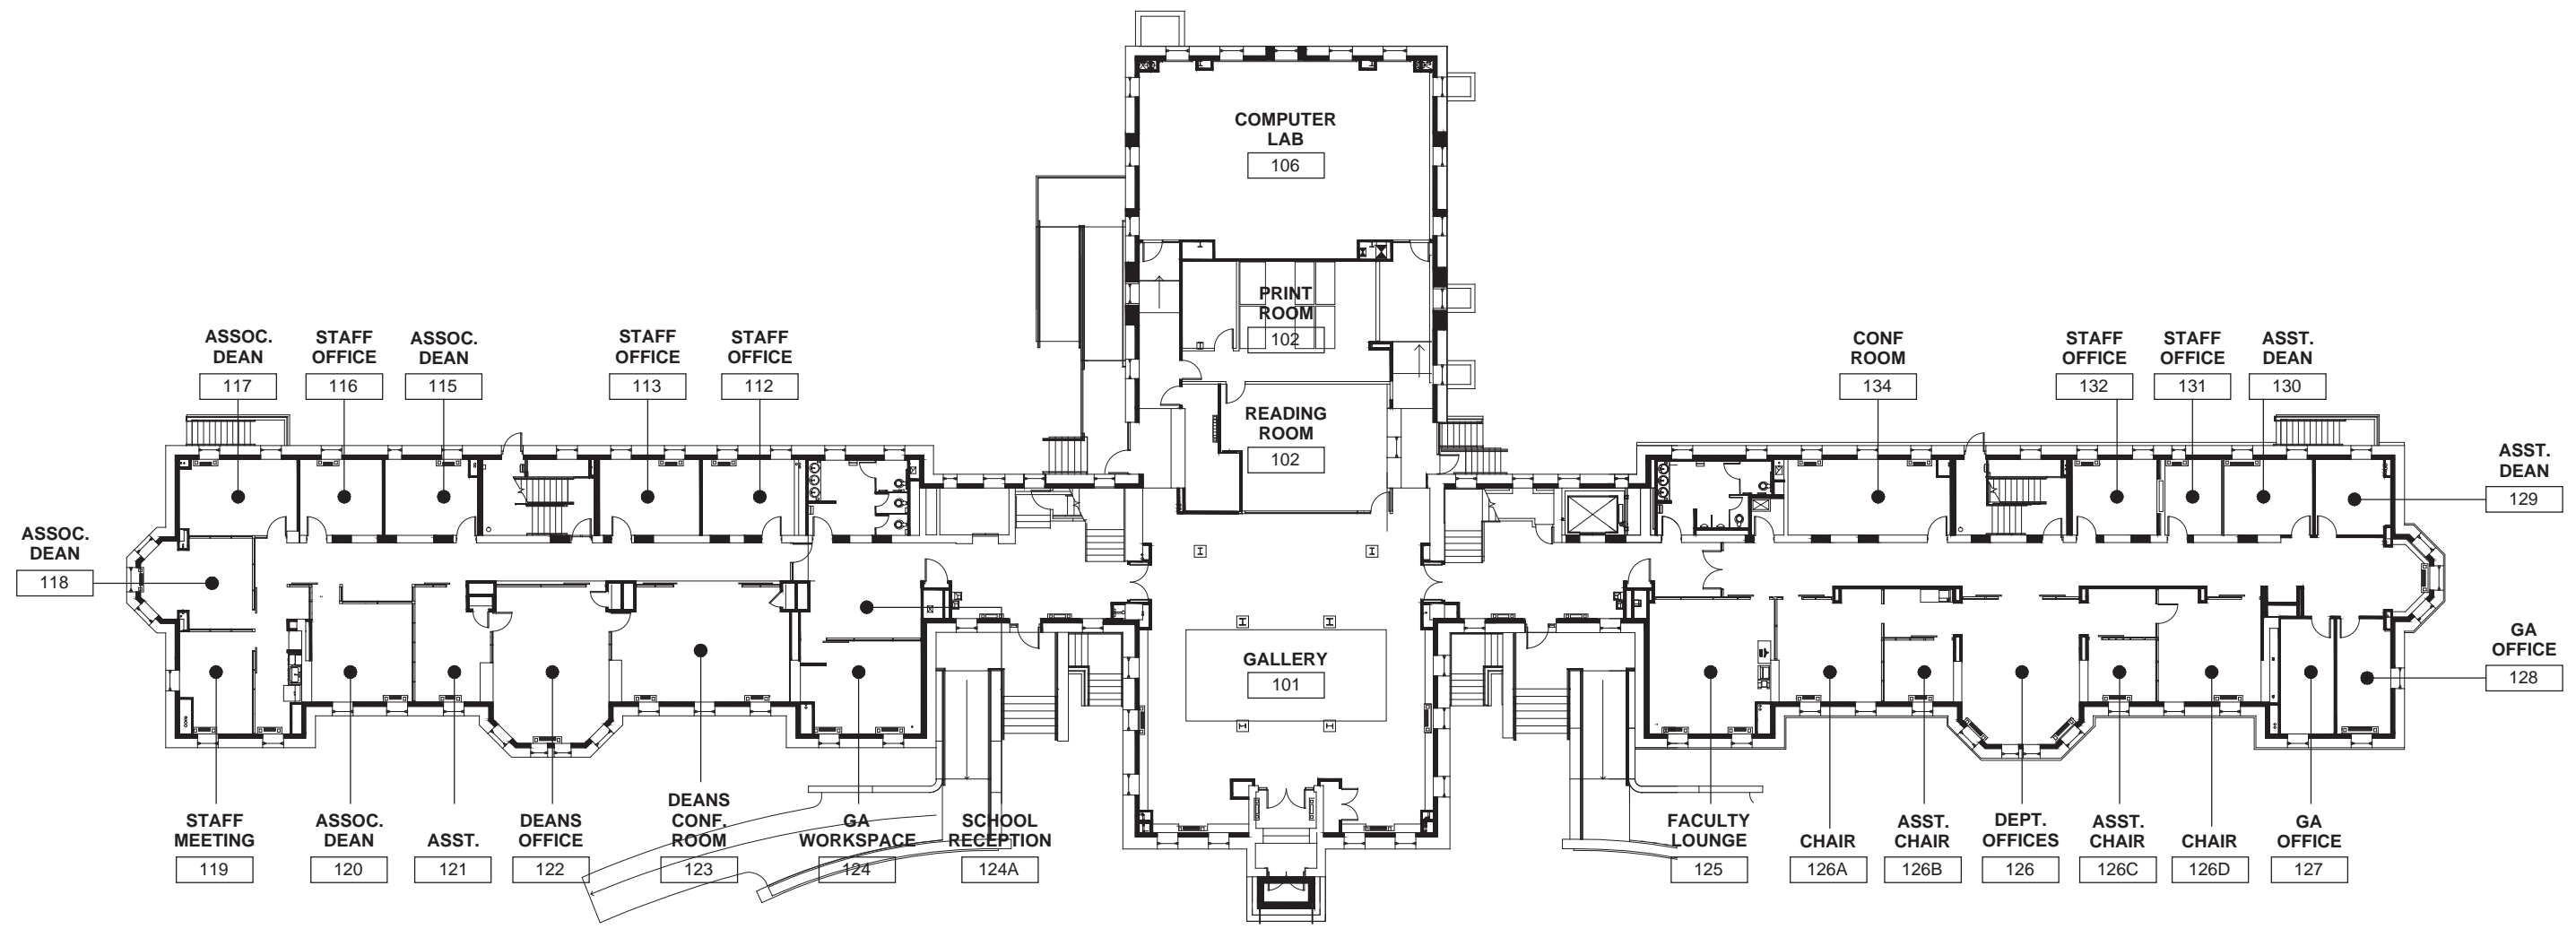 COMPUTER
LAB
106
PRINT
ROOM
102
READING
ROOM
102
GALLERY
101
ASSOC.
DEAN
117
STAFF
OFFICE
116
ASSOC.
DEAN
115
STAFF
OFFICE
113
STAFF
OFFICE
112
CONF
ROOM
134
STAFF
OFFICE
132
STAFF
OFFICE
131
ASST.
DEAN
130
ASST.
DEAN
129
ASSOC.
DEAN
118
GA
OFFICE
128
STAFF
MEETING
119
ASSOC.
DEAN
120
ASST.
121
DEANS
OFFICE
122
DEANS
CONF.
ROOM
123
GA
WORKSPACE
124
SCHOOL
RECEPTION
124A
FACULTY
LOUNGE
125
CHAIR
126A
ASST.
CHAIR
126B
DEPT.
OFFICES
126
ASST.
CHAIR
126C
CHAIR
126D
GA
OFFICE
127